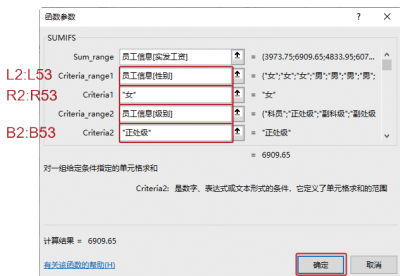 函数参数 ? ×
SUMIFS
Sum_range 员工信息[实发工资] = {3973.75;6909.65;4833.95;607...
L2:L53 Criteria_range1 员工信息[性别] = {"女";"女";"女";"男";"男";"男";"男";
R2:R53 Criteria1 "女" = "女"
Criteria_range2 员工信息[级别] = {"科员";"正处级";"副科级";"副处级
B2:B53 Criteria2 "正处级" = "正处级"
= 6909.65
对一组给定条件指定的单元格求和
Criteria2: 是数字、表达式或文本形式的条件，它定义了单元格求和的范围
计算结果 = 6909.65
有关该函数的帮助(H) 确定 取消